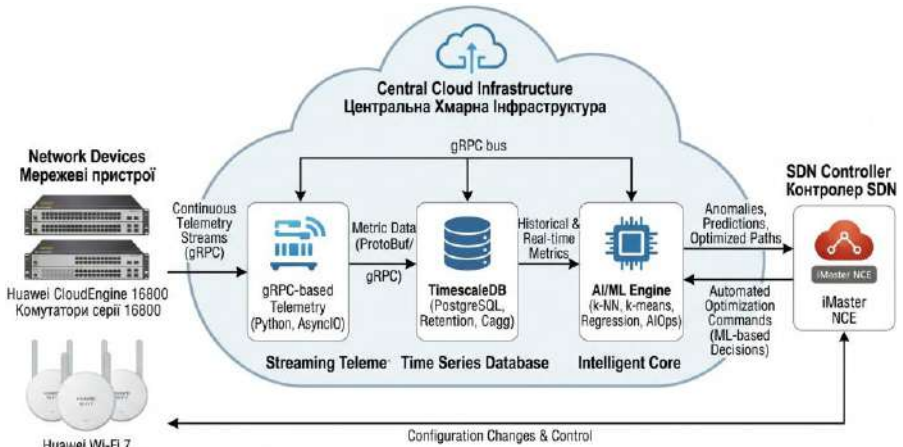 Central Cloud Infrastructure
Центральна Хмарна Інфраструктура
gRPC bus
Network Devices
Мережеві пристрої
Huawei CloudEngine 16800
Комутатори серії 16800
Huawei Wi-Fi 7
Continuous
Telemetry
Streams
(gRPC)
gRPC-based
Telemetry
(Python, AsyncIO)
Streaming Teleme
Metric Data
(ProtoBuf/
gRPC)
TimescaleDB
(PostgreSQL,
Retention, Cagg)
Time Series Database
Historical &
Real-time
Metrics
AI/ML Engine
(k-NN, k-means,
Regression, AIOps)
Intelligent Core
Anomalies,
Predictions,
Optimized Paths
Automated
Optimization
Commands
(ML-based
Decisions)
SDN Controller
Контролер SDN
iMaster NCE
iMaster
NCE
Configuration Changes & Control